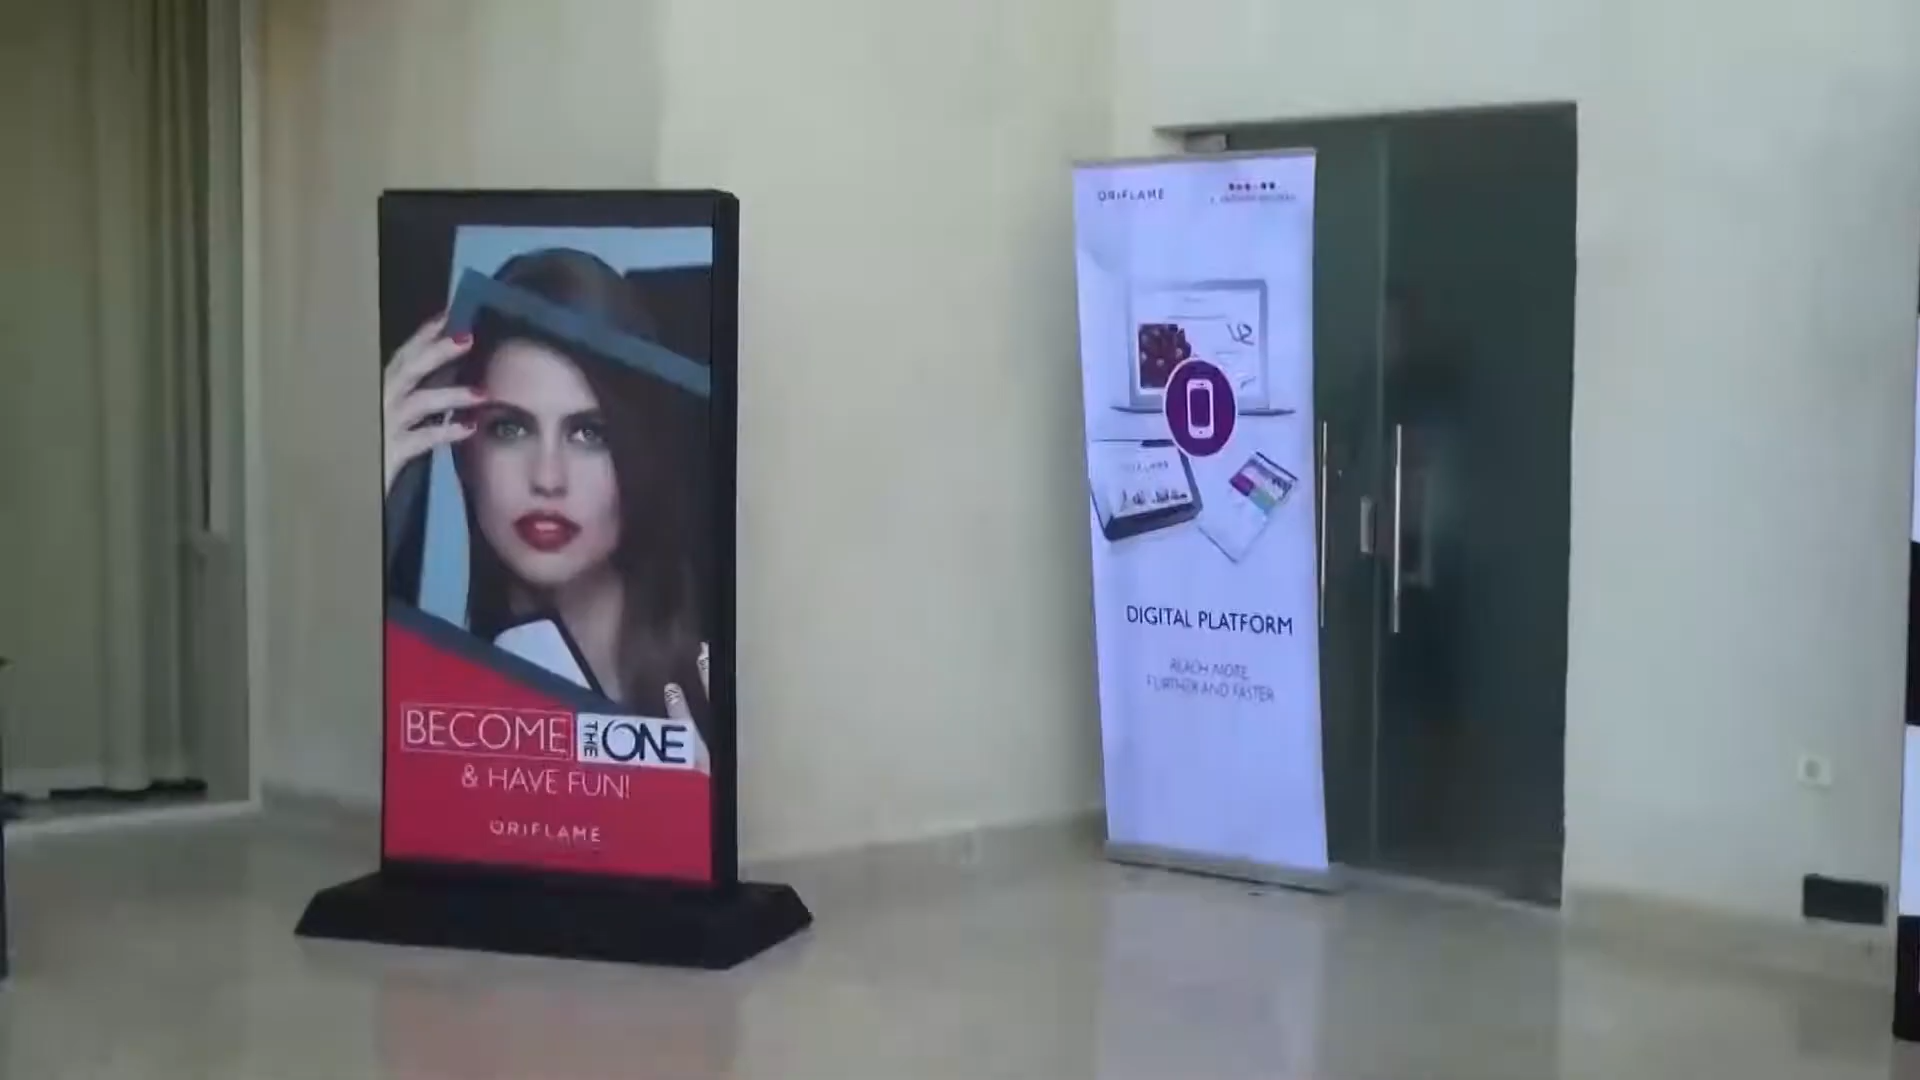 BECOME THE ONE
& HAVE FUN!
ORIFLAME
ORIFLAME
DIGITAL PLATFORM
REACH MORE,
FURTHER AND FASTER